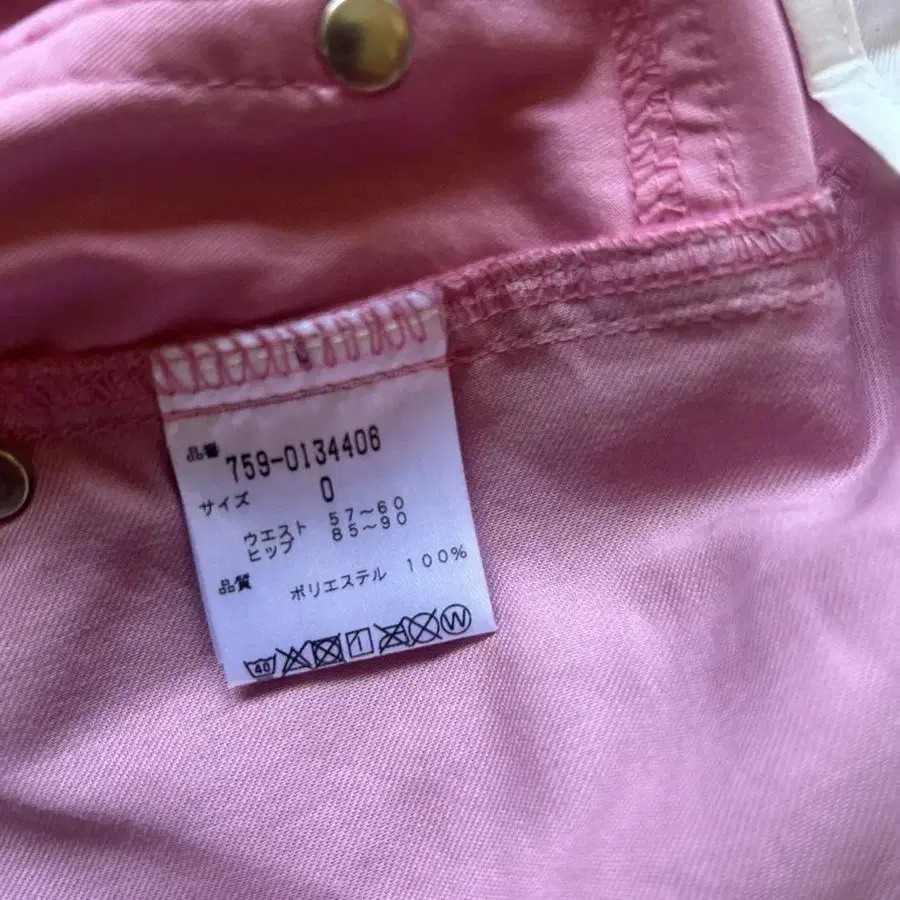 品番 759-0134406
サイズ 0
ウエスト 57~60
ヒップ 85~90
品質 ポリエステル 100%
40 W